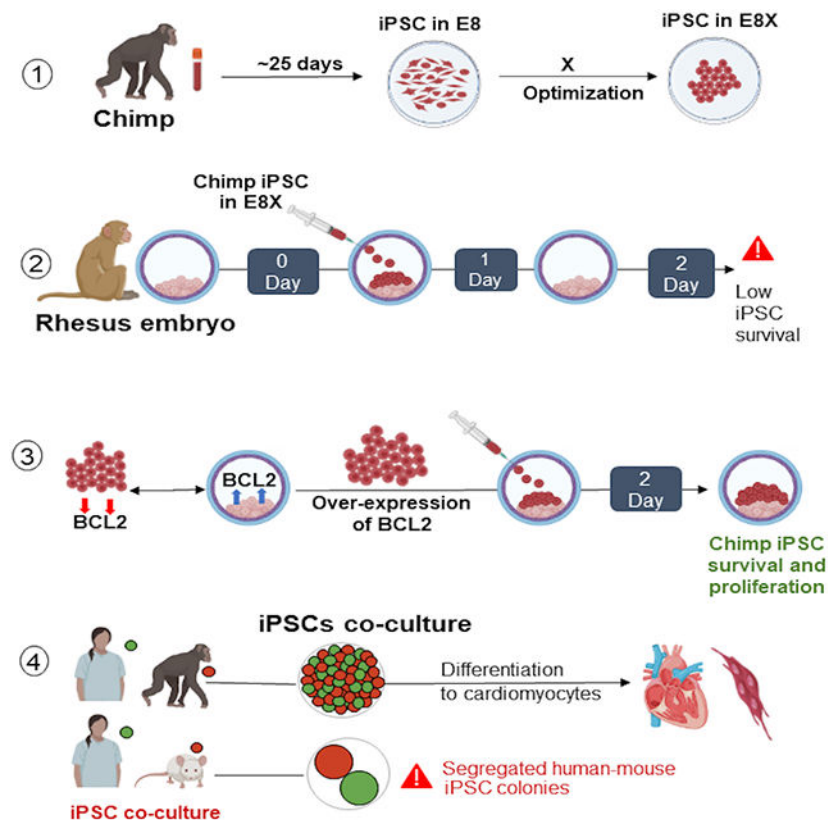 ①
Chimp
~25 days
iPSC in E8
X
Optimization
iPSC in E8X
②
Rhesus embryo
0
Day
Chimp iPSC
in E8X
1
Day
2
Day
!
Low
iPSC
survival
③
BCL2
BCL2
Over-expression
of BCL2
2
Day
Chimp iPSC
survival and
proliferation
④
iPSCs co-culture
Differentiation
to cardiomyocytes
iPSC co-culture
!
Segregated human-mouse
iPSC colonies